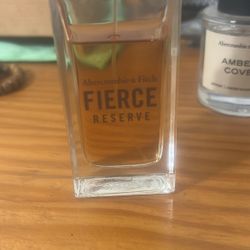 Abercrombie & Fitch
FIERCE
RESERVE
Abercrombie
AMBE
COVE